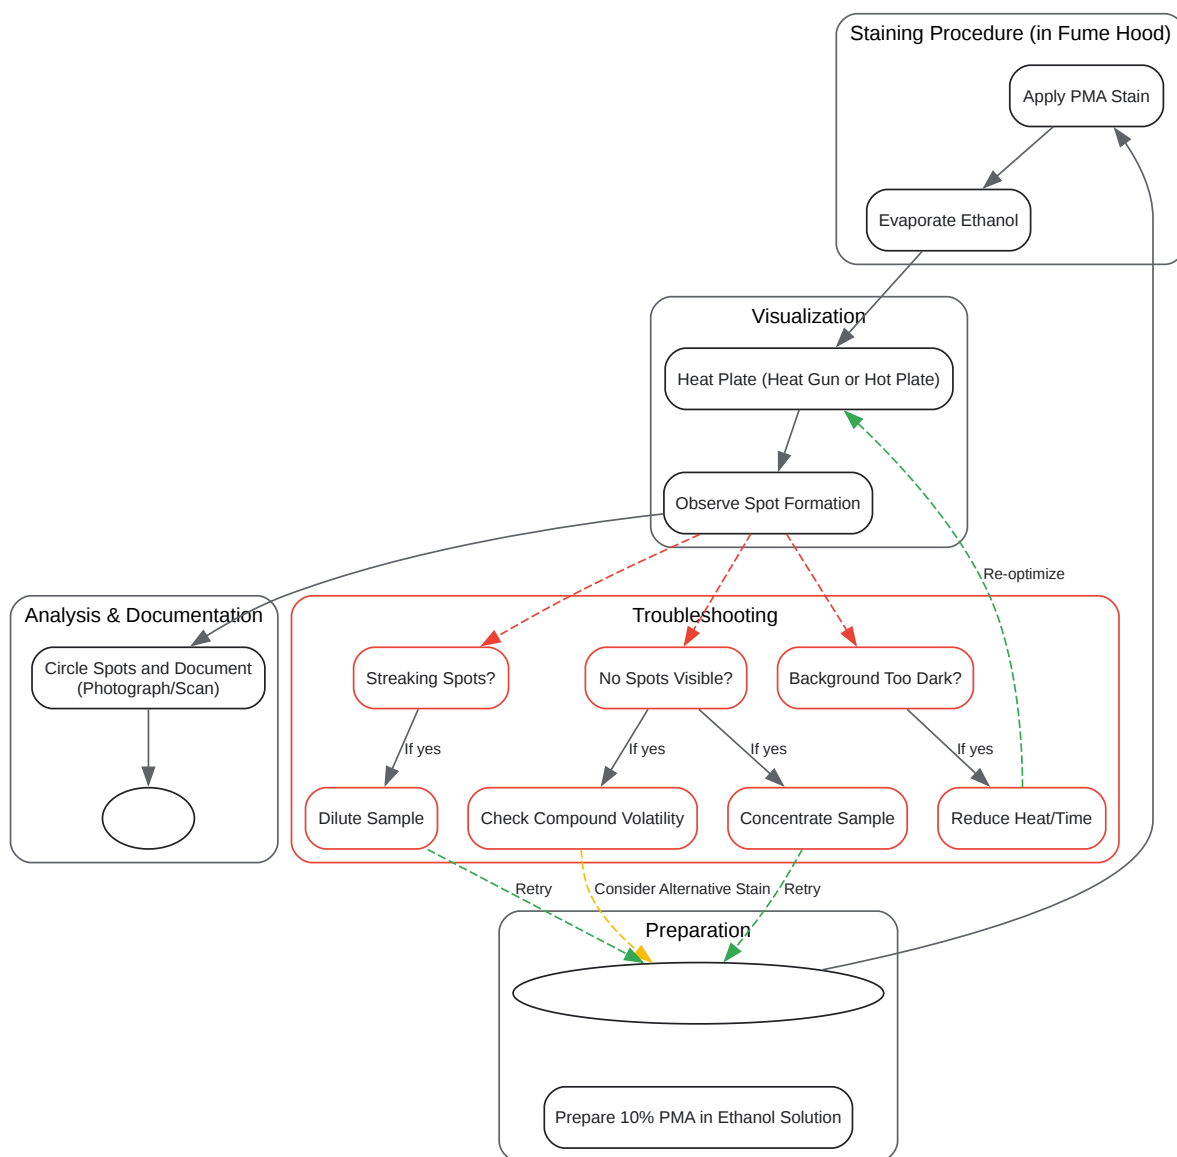 Staining Procedure (in Fume Hood)
Apply PMA Stain
Evaporate Ethanol
Visualization
Heat Plate (Heat Gun or Hot Plate)
Observe Spot Formation
Re-optimize
Analysis & Documentation
Circle Spots and Document
(Photograph/Scan)
Troubleshooting
Streaking Spots?
No Spots Visible?
Background Too Dark?
If yes
If yes
If yes
If yes
Dilute Sample
Check Compound Volatility
Concentrate Sample
Reduce Heat/Time
Retry
Consider Alternative Stain
Retry
Preparation
Prepare 10% PMA in Ethanol Solution